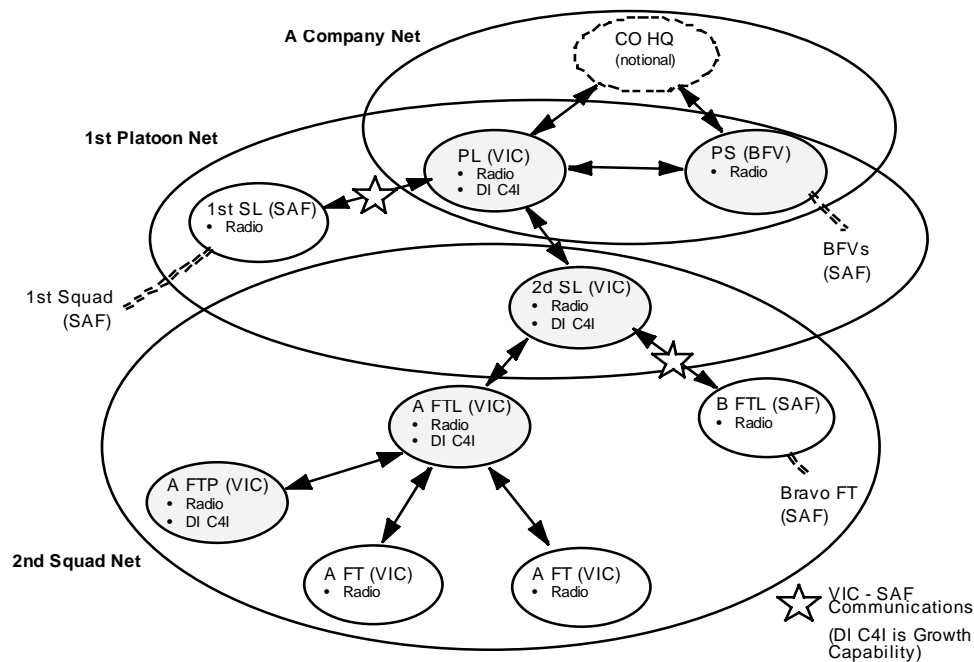 A Company Net
CO HQ
(notional)
1st Platoon Net
PL (VIC)
• Radio
• DI C4I
PS (BFV)
• Radio
1st SL (SAF)
• Radio
BFVs
(SAF)
1st Squad
(SAF)
2d SL (VIC)
• Radio
• DI C4I
A FTL (VIC)
• Radio
• DI C4I
B FTL (SAF)
• Radio
A FTP (VIC)
• Radio
• DI C4I
Bravo FT
(SAF)
2nd Squad Net
A FT (VIC)
• Radio
A FT (VIC)
• Radio
VIC - SAF
Communications
(DI C4I is Growth
Capability)